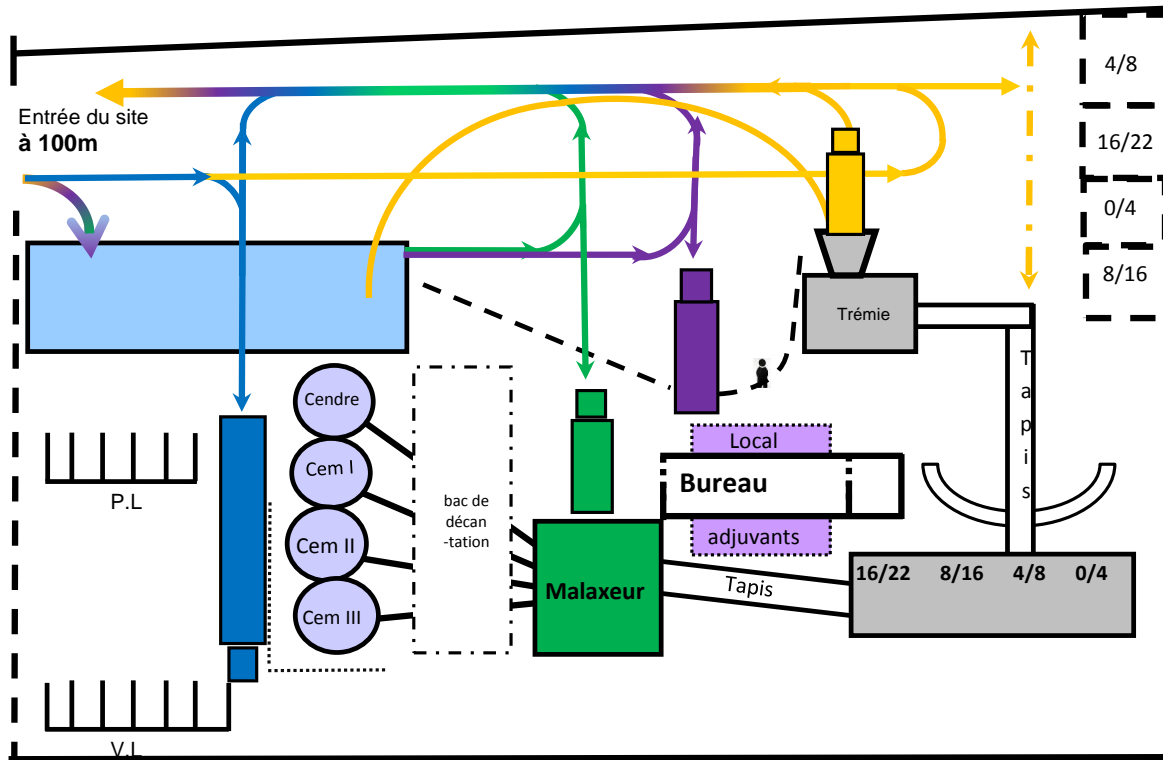 Entrée du site
à 100m
4/8
16/22
0/4
8/16
Trémie
Tapis
Cendre
Cem I
Cem II
Cem III
P.L
V.L
bac de
décan
-tation
Local
Bureau
adjuvants
Malaxeur
Tapis
16/22 8/16 4/8 0/4